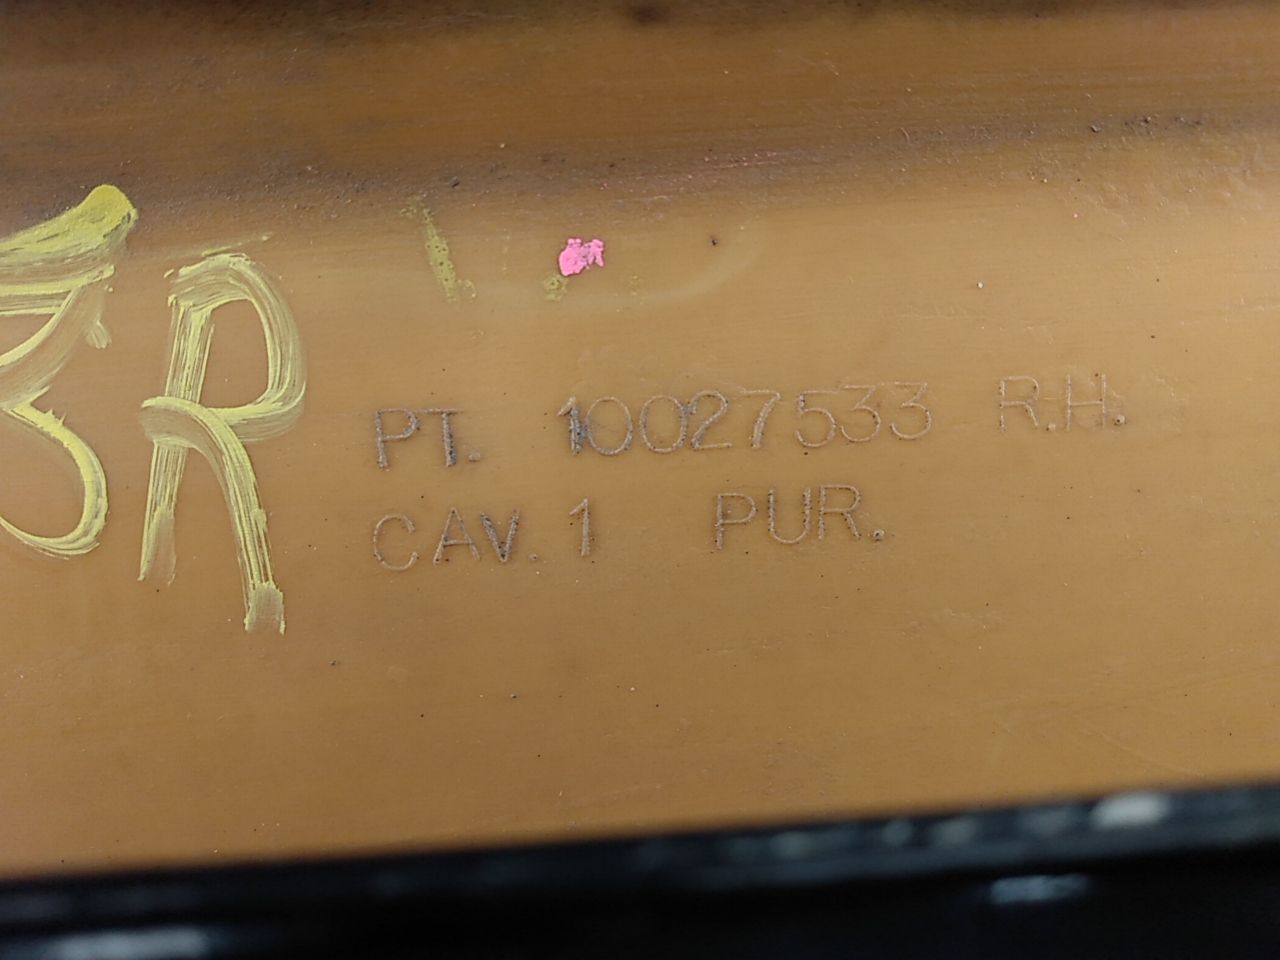 3R
PT. 10027533 R.H.
CAV. 1 PUR.